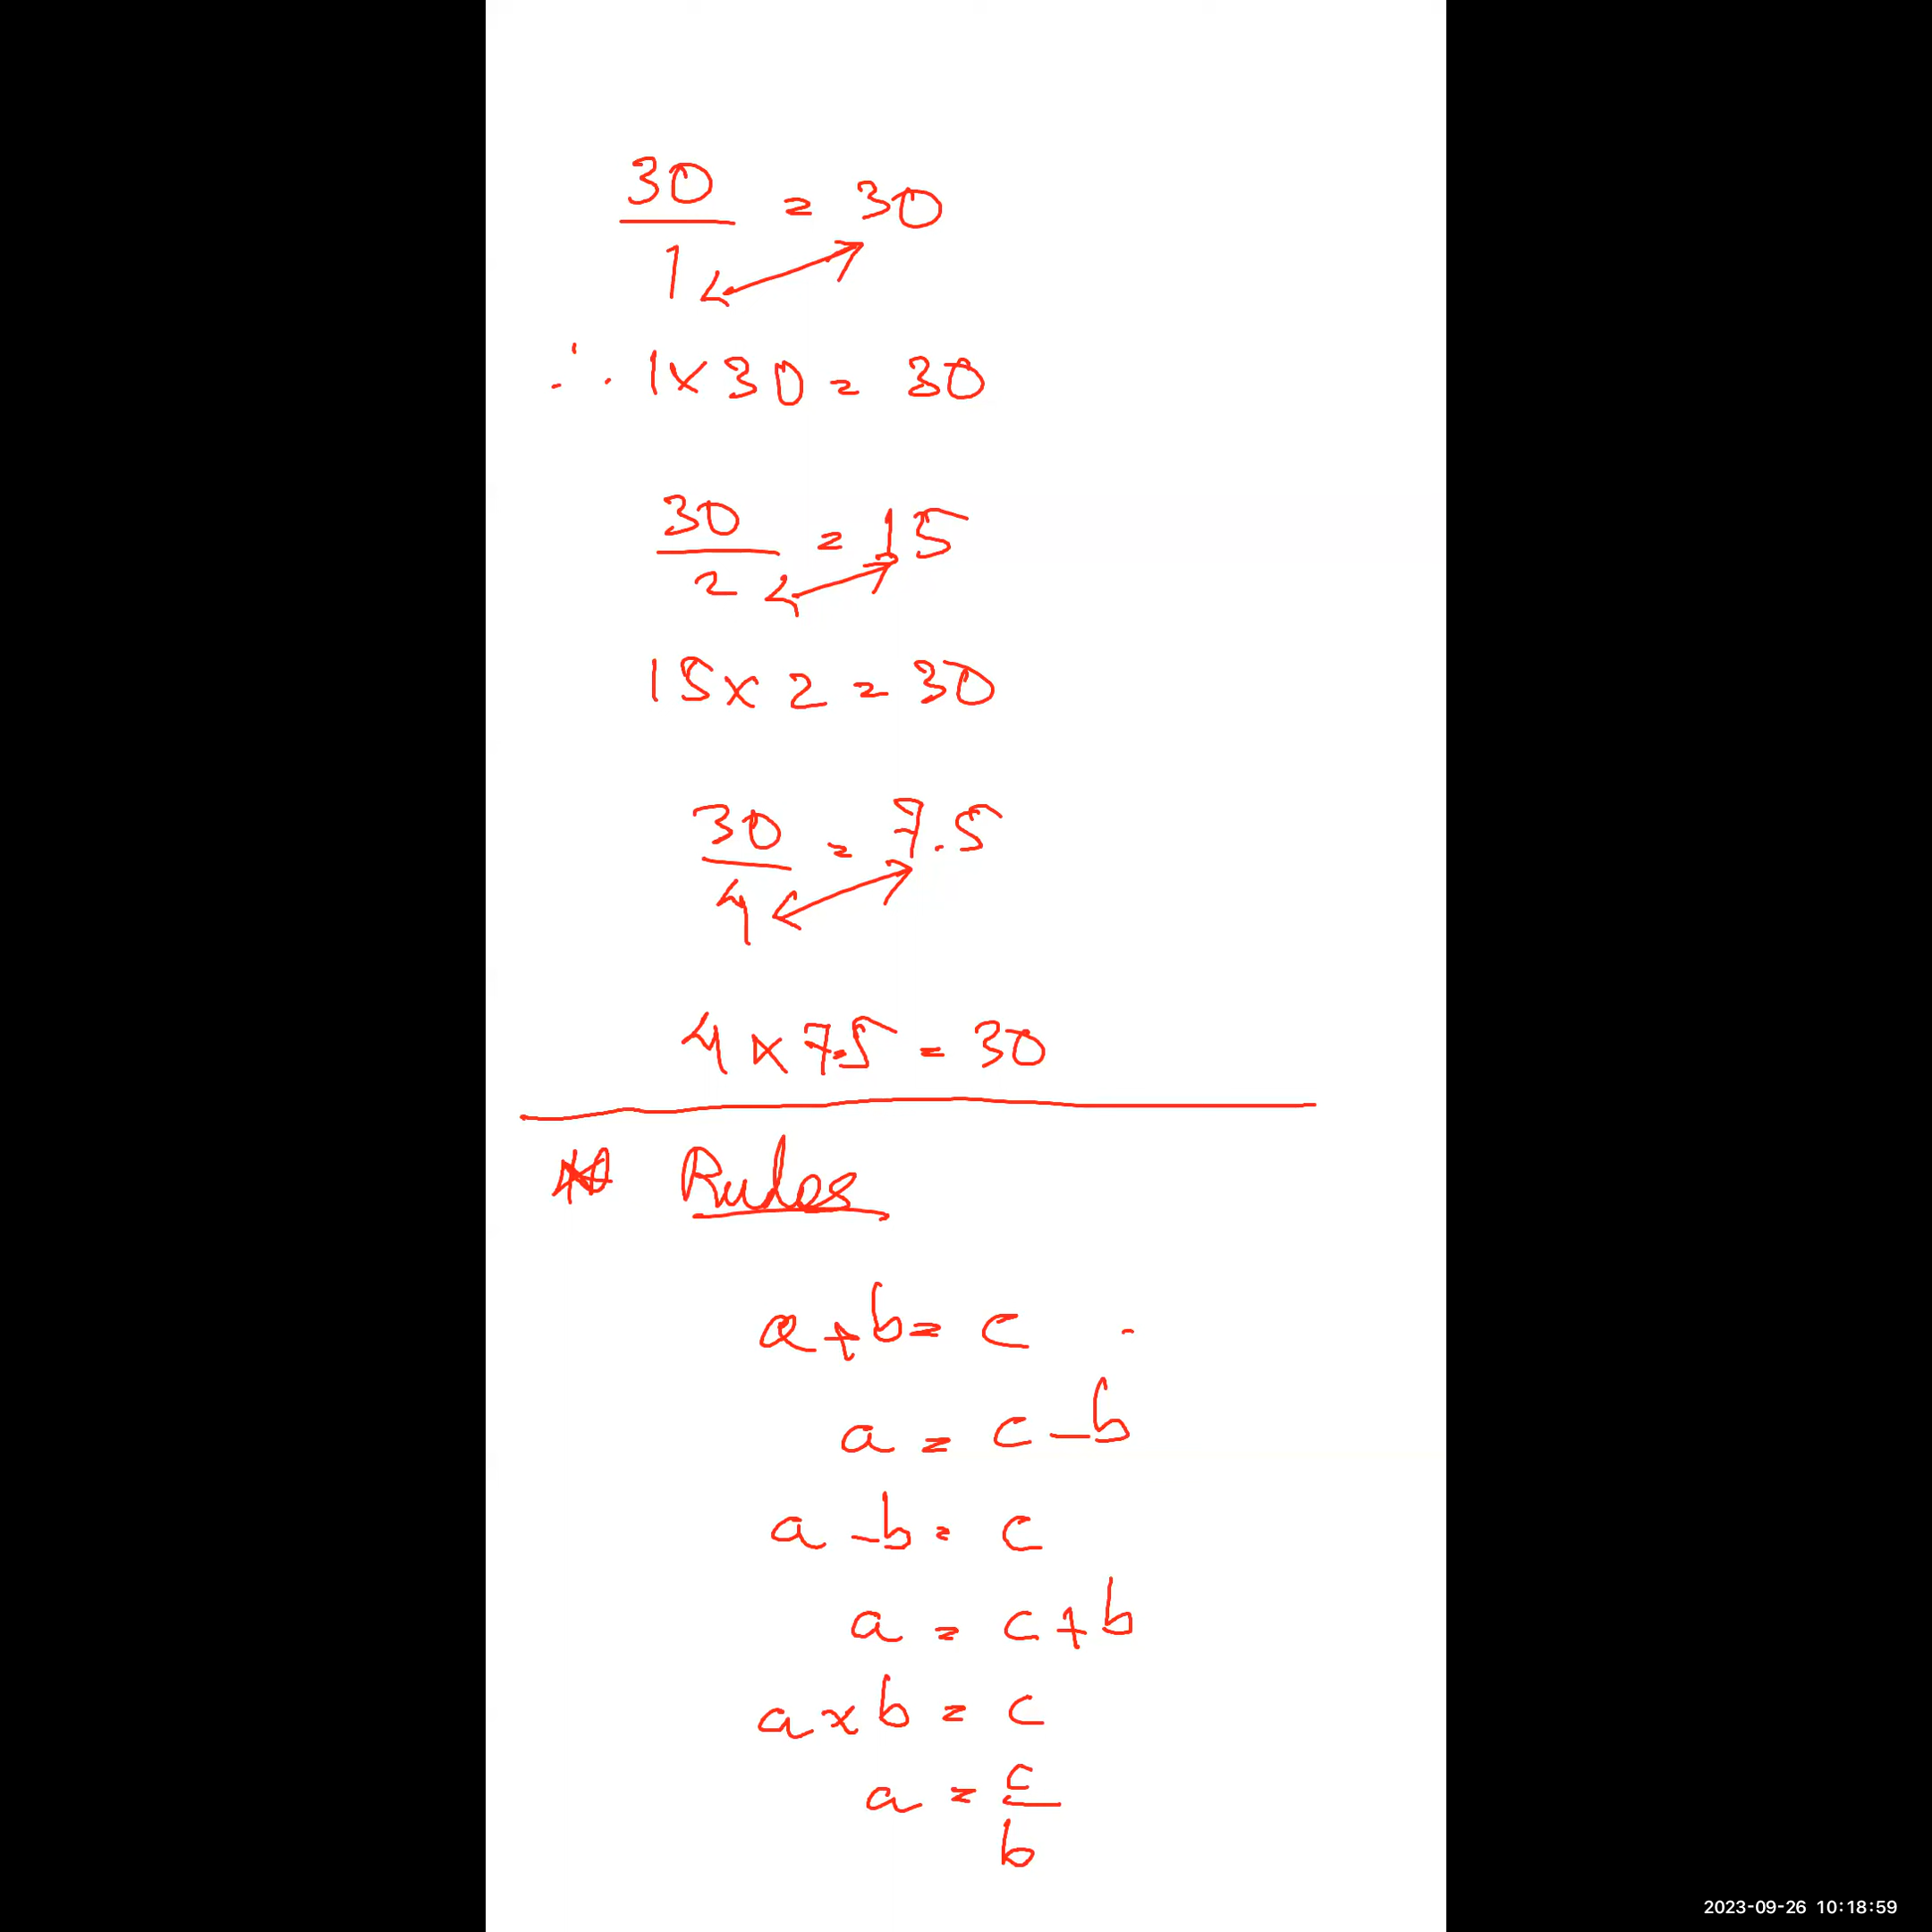 30/1 = 30
∴ 1 × 30 = 30
30/2 = 15
15 × 2 = 30
30/4 = 7.5
4 × 7.5 = 30
Rules
a + b = c
a = c - b
a - b = c
a = c + b
a × b = c
a = c/b
2023-09-26 10:18:59